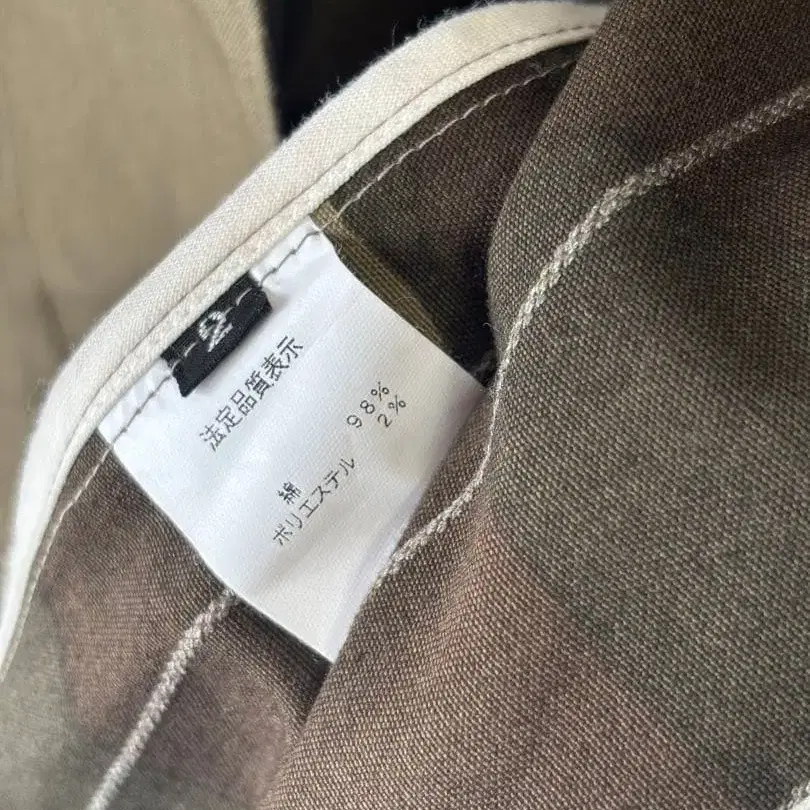 2
法定品質表示
綿 98%
ポリエステル 2%